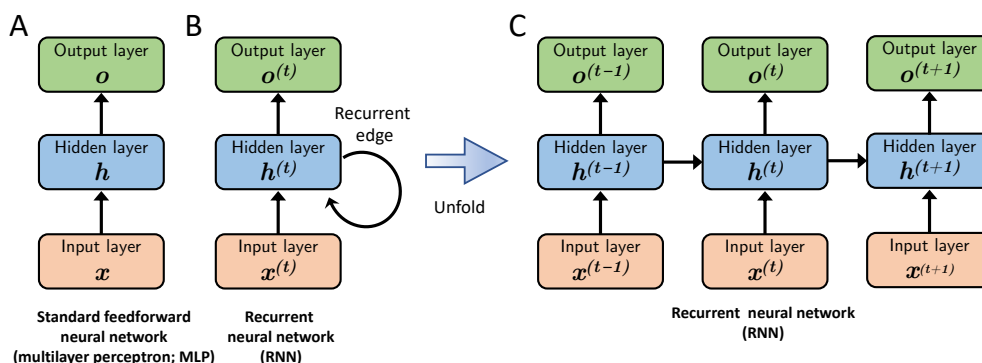 A
Output layer
o
Hidden layer
h
Input layer
x
Standard feedforward
neural network
(multilayer perceptron; MLP)
B
Output layer
o(t)
Recurrent
edge
Hidden layer
h(t)
Input layer
x(t)
Recurrent
neural network
(RNN)
Unfold
C
Output layer
o(t−1)
Hidden layer
h(t−1)
Input layer
x(t−1)
Output layer
o(t)
Hidden layer
h(t)
Input layer
x(t)
Output layer
o(t+1)
Hidden layer
h(t+1)
Input layer
x(t+1)
Recurrent neural network
(RNN)